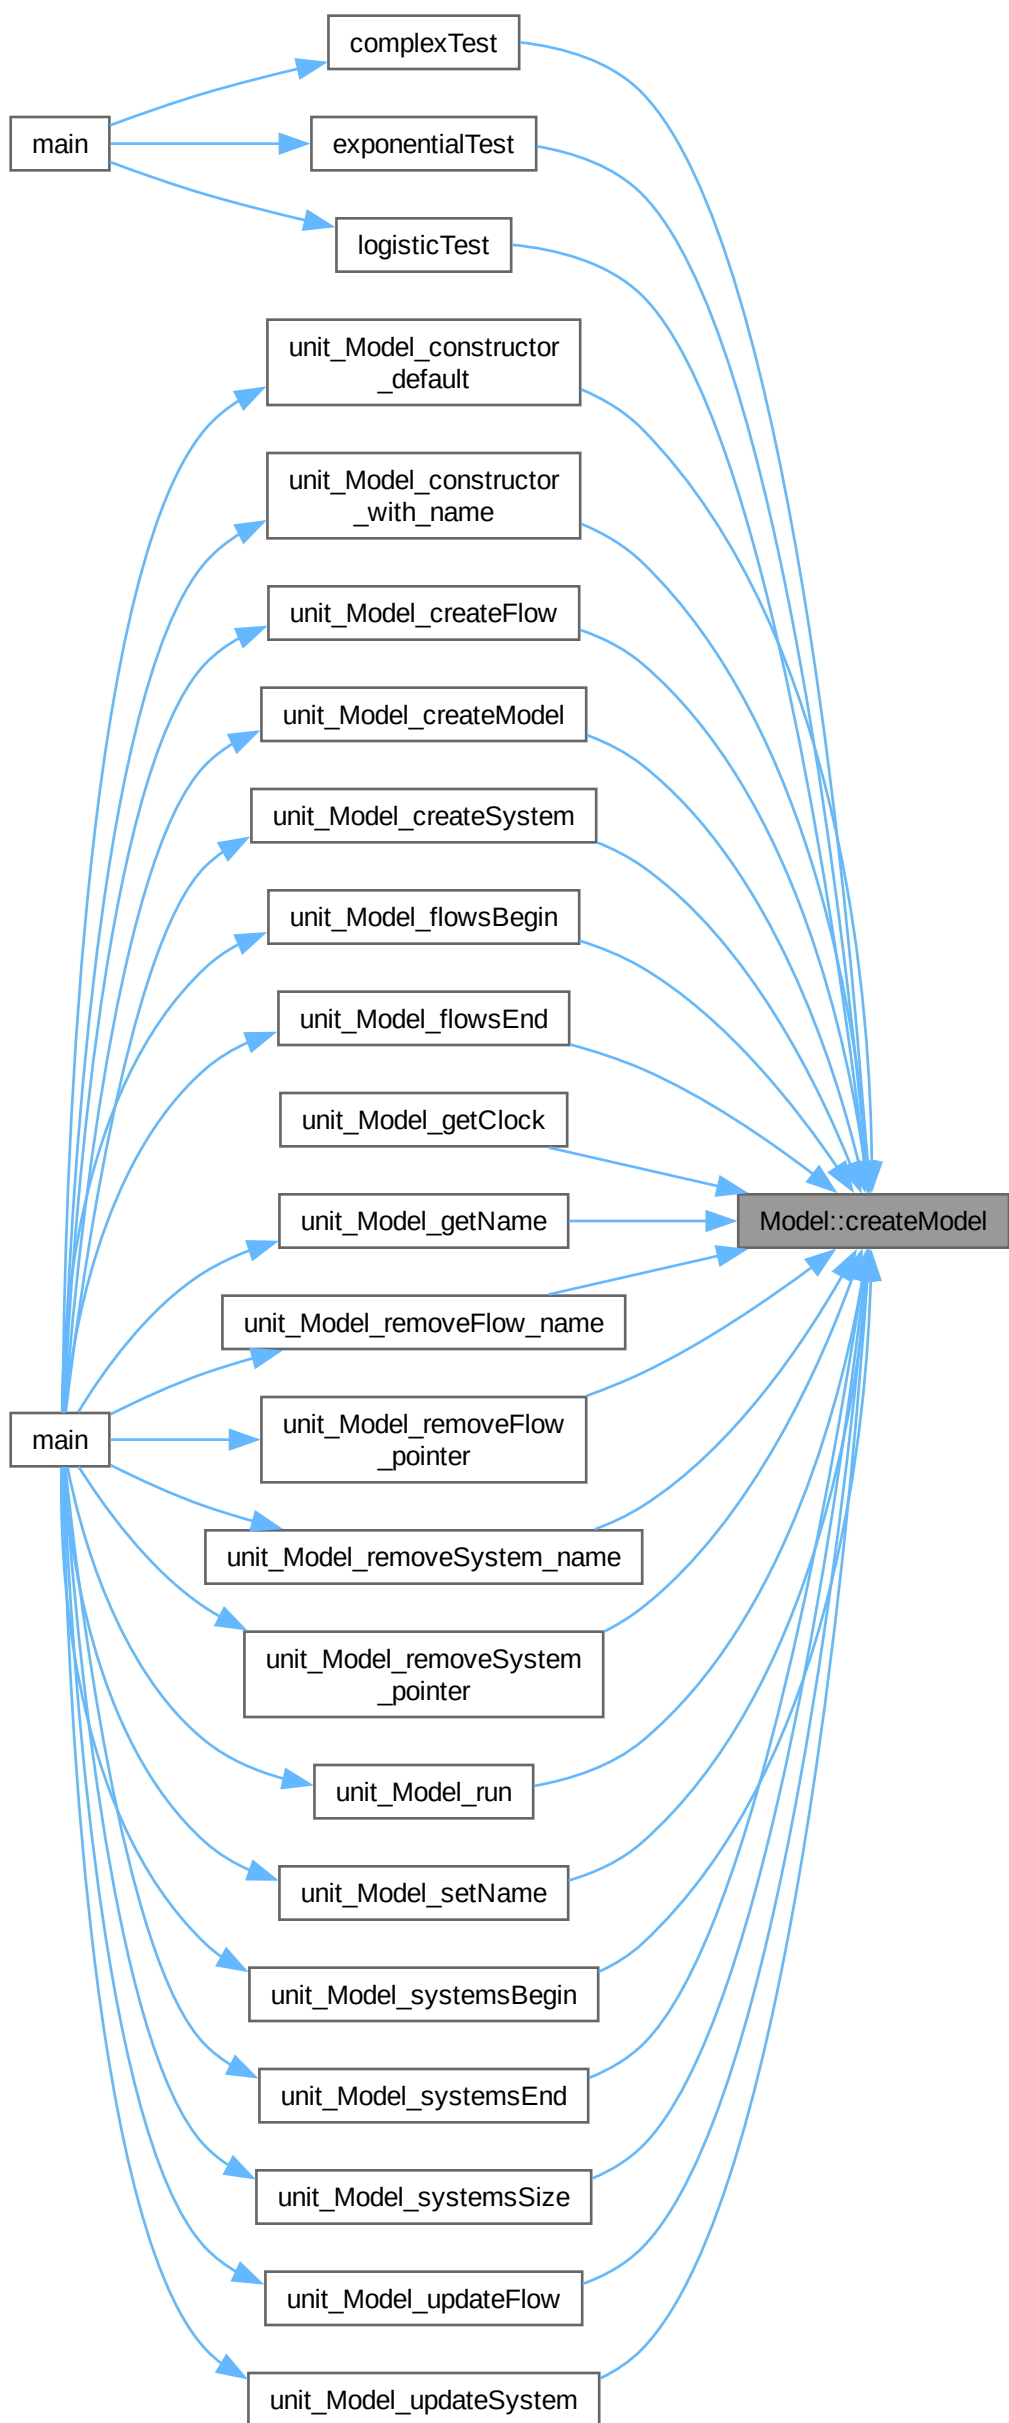 complexTest
main
exponentialTest
logisticTest
unit_Model_constructor
_default
unit_Model_constructor
_with_name
unit_Model_createFlow
unit_Model_createModel
unit_Model_createSystem
unit_Model_flowsBegin
unit_Model_flowsEnd
unit_Model_getClock
unit_Model_getName
Model::createModel
unit_Model_removeFlow_name
main
unit_Model_removeFlow
_pointer
unit_Model_removeSystem_name
unit_Model_removeSystem
_pointer
unit_Model_run
unit_Model_setName
unit_Model_systemsBegin
unit_Model_systemsEnd
unit_Model_systemsSize
unit_Model_updateFlow
unit_Model_updateSystem